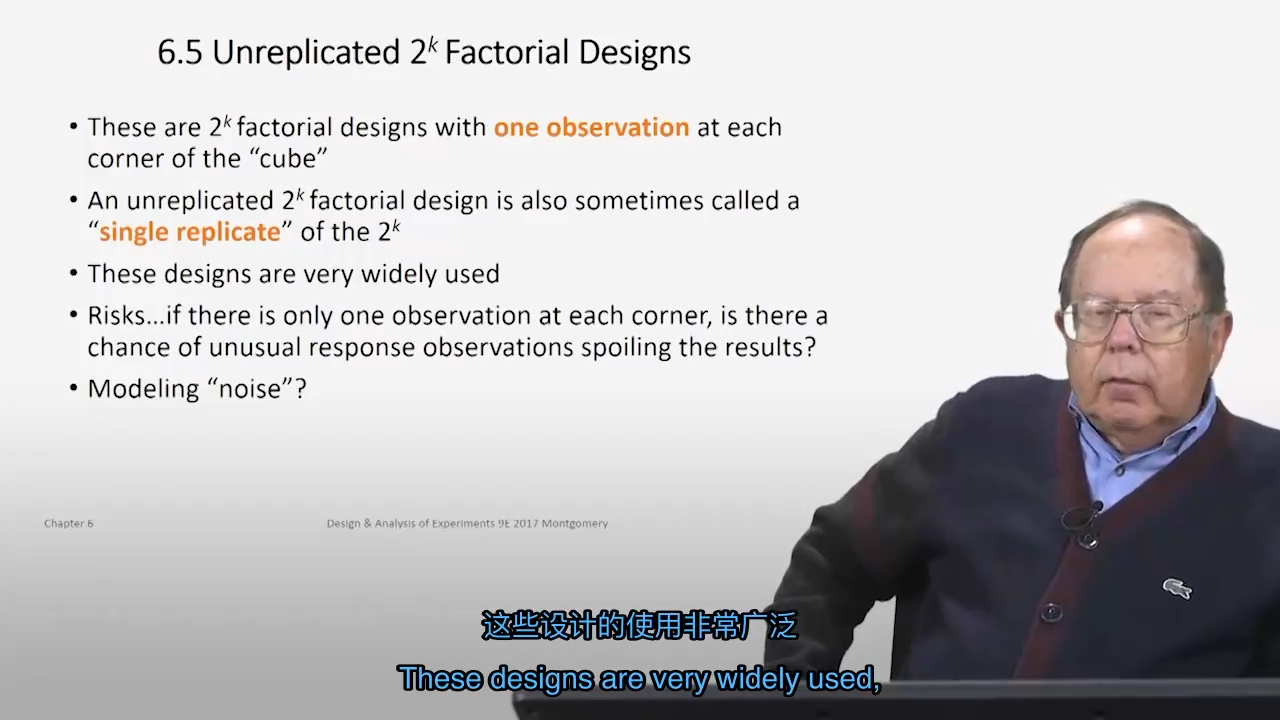 6.5 Unreplicated 2ᵏ Factorial Designs
• These are 2ᵏ factorial designs with one observation at each
corner of the “cube”
• An unreplicated 2ᵏ factorial design is also sometimes called a
“single replicate” of the 2ᵏ
• These designs are very widely used
• Risks...if there is only one observation at each corner, is there a
chance of unusual response observations spoiling the results?
• Modeling “noise”?
Chapter 6
Design & Analysis of Experiments 9E 2017 Montgomery
这些设计的使用非常广泛
These designs are very widely used,